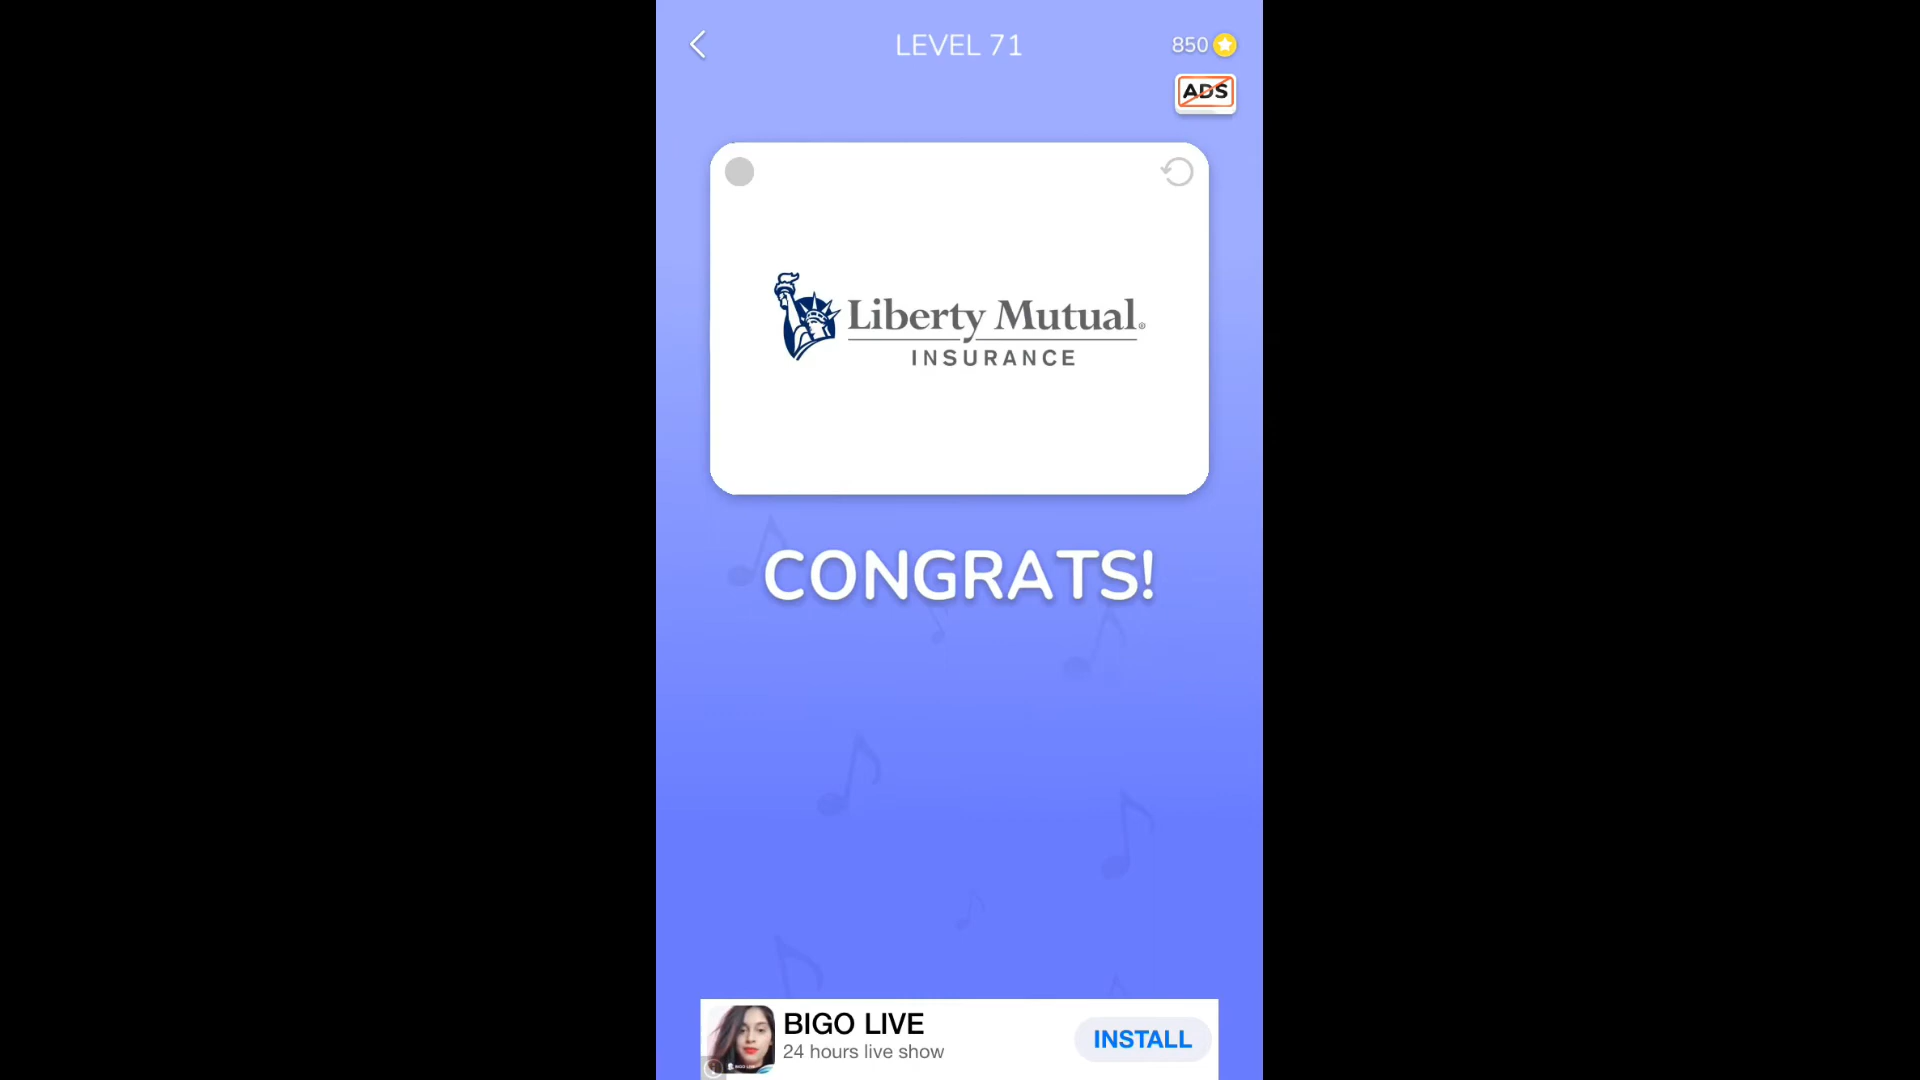 LEVEL 71
850
ADS
Liberty Mutual®
INSURANCE
CONGRATS!
BIGO LIVE
24 hours live show
INSTALL